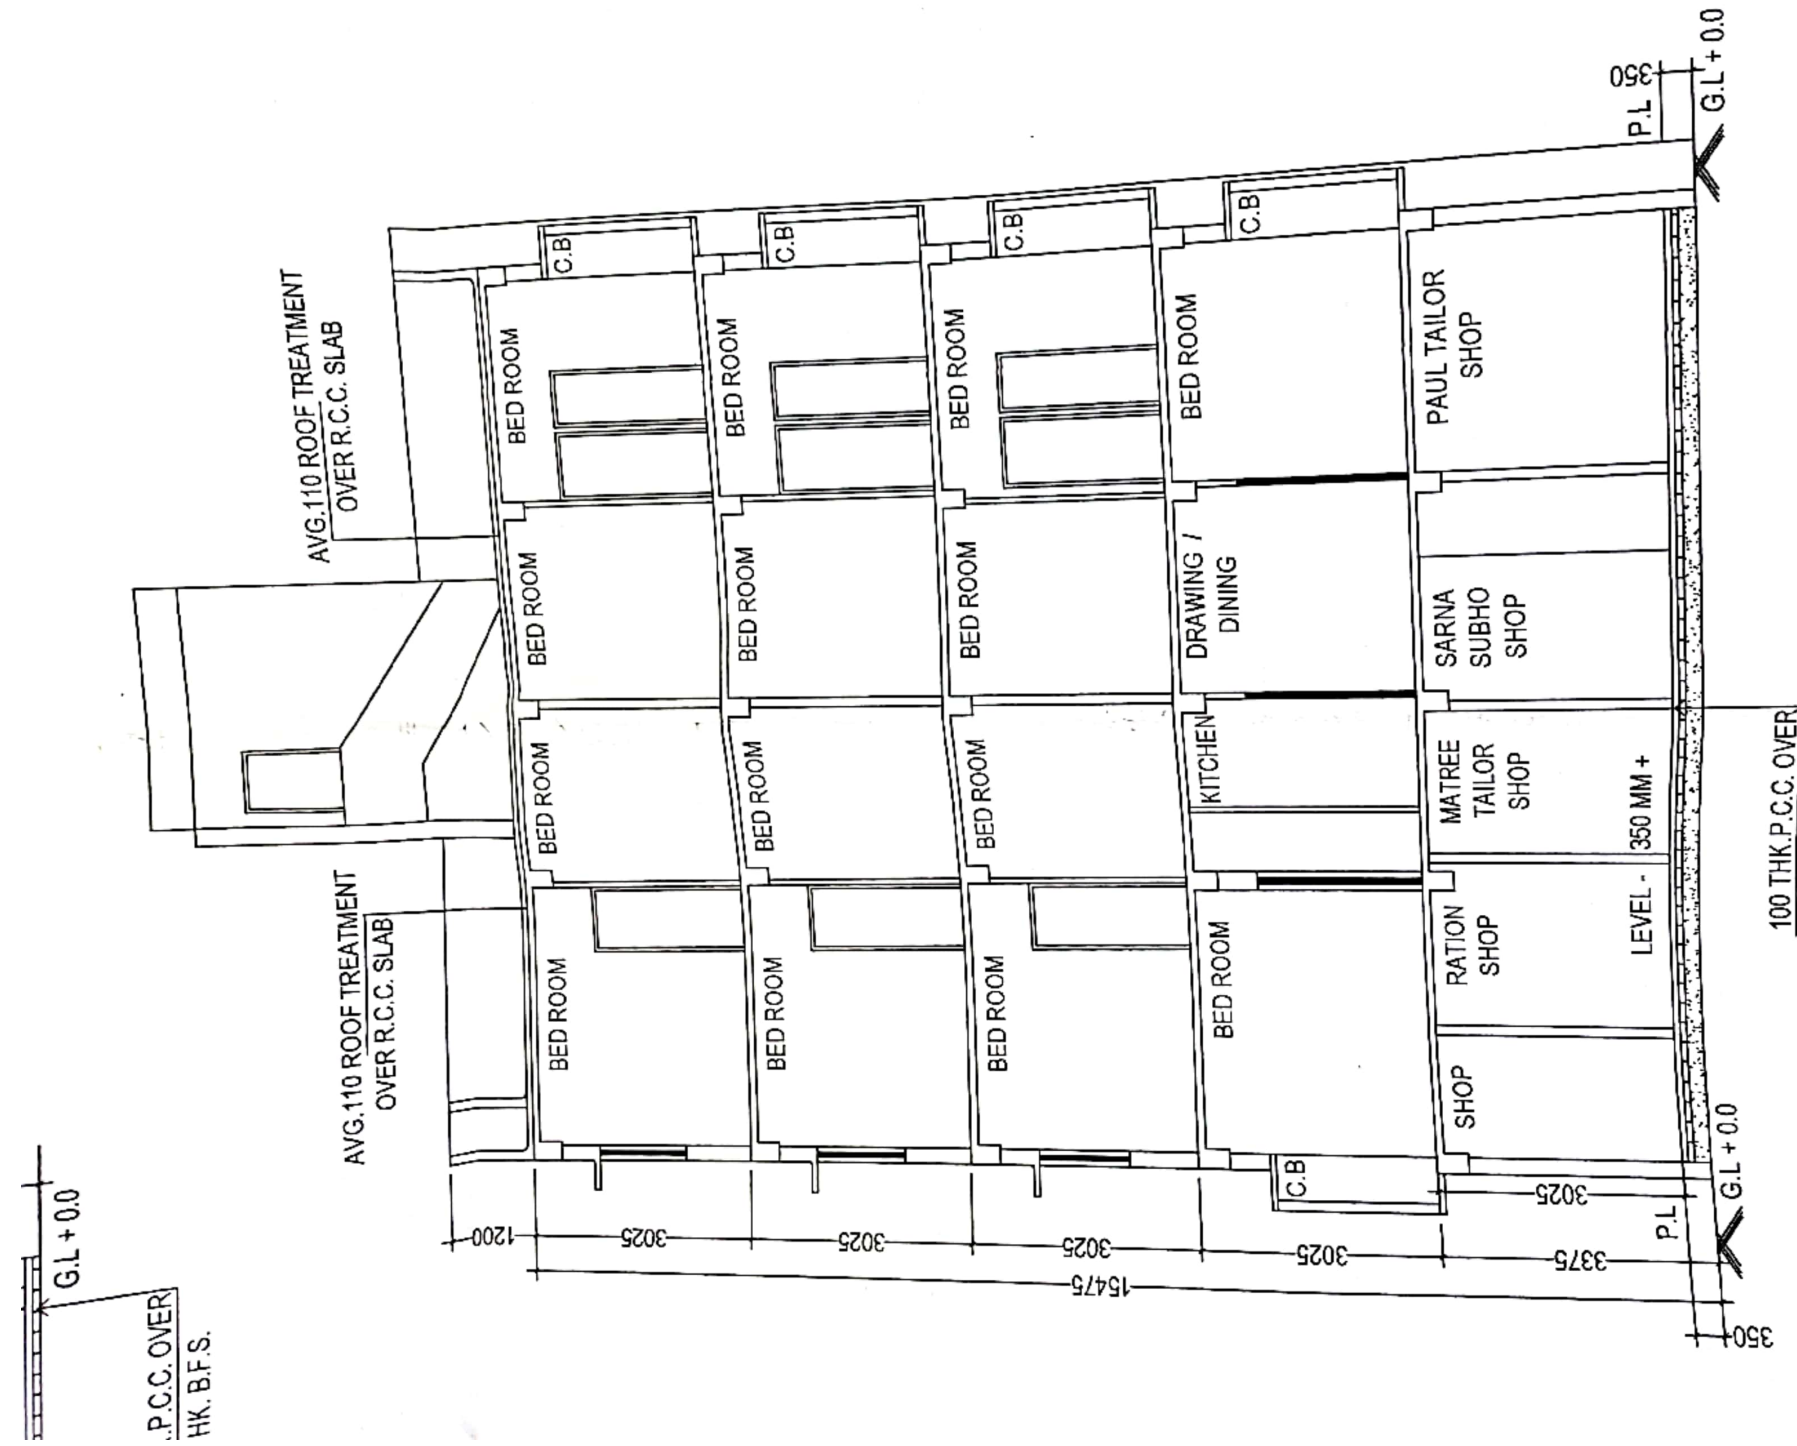 AVG.110 ROOF TREATMENT
OVER R.C.C. SLAB
AVG.110 ROOF TREATMENT
OVER R.C.C. SLAB
BED ROOM
BED ROOM
BED ROOM
BED ROOM
C.B
BED ROOM
BED ROOM
BED ROOM
BED ROOM
C.B
BED ROOM
BED ROOM
BED ROOM
BED ROOM
C.B
C.B
BED ROOM
KITCHEN
DRAWING /
DINING
BED ROOM
C.B
SHOP
RATION
SHOP
MATREE
TAILOR
SHOP
SARNA
SUBHO
SHOP
PAUL TAILOR
SHOP
LEVEL - 350 MM +
1200
3025
3025
3025
3025
3375
3025
15475
350
P.L
G.L + 0.0
P.L
350
G.L + 0.0
100 THK.P.C.C. OVER
G.L + 0.0
.P.C.C. OVER
HK. B.F.S.